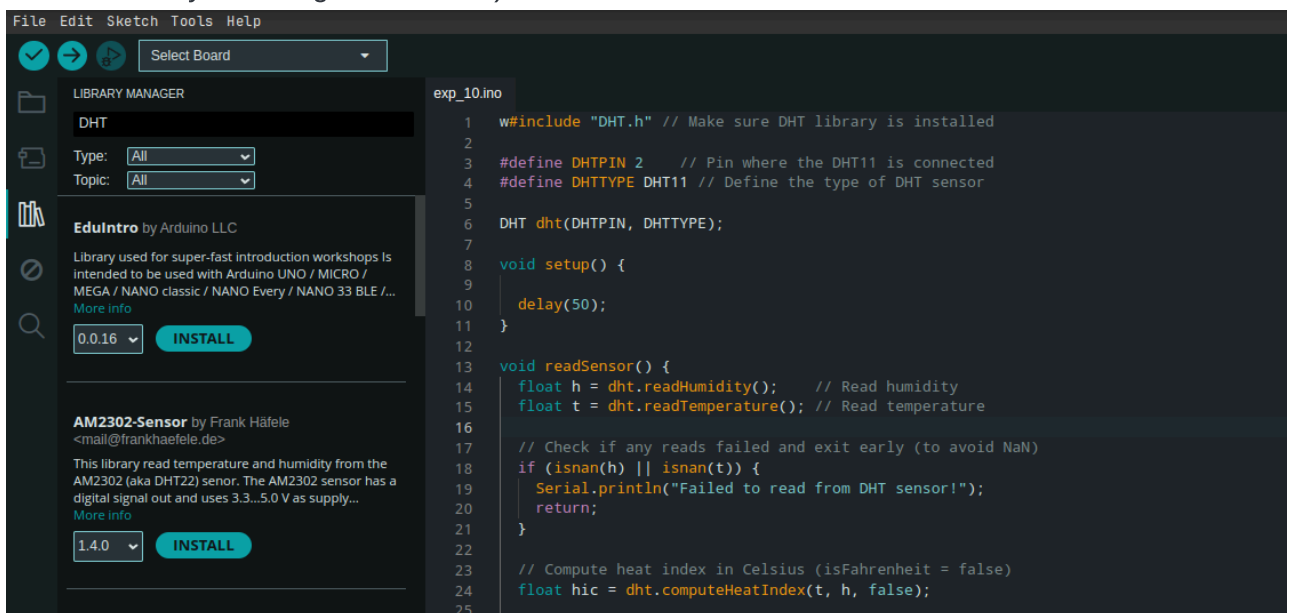 File Edit Sketch Tools Help
Select Board
LIBRARY MANAGER
DHT
Type: All
Topic: All
EduIntro by Arduino LLC
Library used for super-fast introduction workshops Is
intended to be used with Arduino UNO / MICRO /
MEGA / NANO classic / NANO Every / NANO 33 BLE /...
More info
0.0.16 INSTALL
AM2302-Sensor by Frank Häfele
<mail@frankhaefele.de>
This library read temperature and humidity from the
AM2302 (aka DHT22) senor. The AM2302 sensor has a
digital signal out and uses 3.3...5.0 V as supply...
More info
1.4.0 INSTALL
exp_10.ino
1 w#include "DHT.h" // Make sure DHT library is installed
2
3 #define DHTPIN 2 // Pin where the DHT11 is connected
4 #define DHTTYPE DHT11 // Define the type of DHT sensor
5
6 DHT dht(DHTPIN, DHTTYPE);
7
8 void setup() {
9
10 delay(50);
11 }
12
13 void readSensor() {
14 float h = dht.readHumidity(); // Read humidity
15 float t = dht.readTemperature(); // Read temperature
16
17 // Check if any reads failed and exit early (to avoid NaN)
18 if (isnan(h) || isnan(t)) {
19 Serial.println("Failed to read from DHT sensor!");
20 return;
21 }
22
23 // Compute heat index in Celsius (isFahrenheit = false)
24 float hic = dht.computeHeatIndex(t, h, false);
25